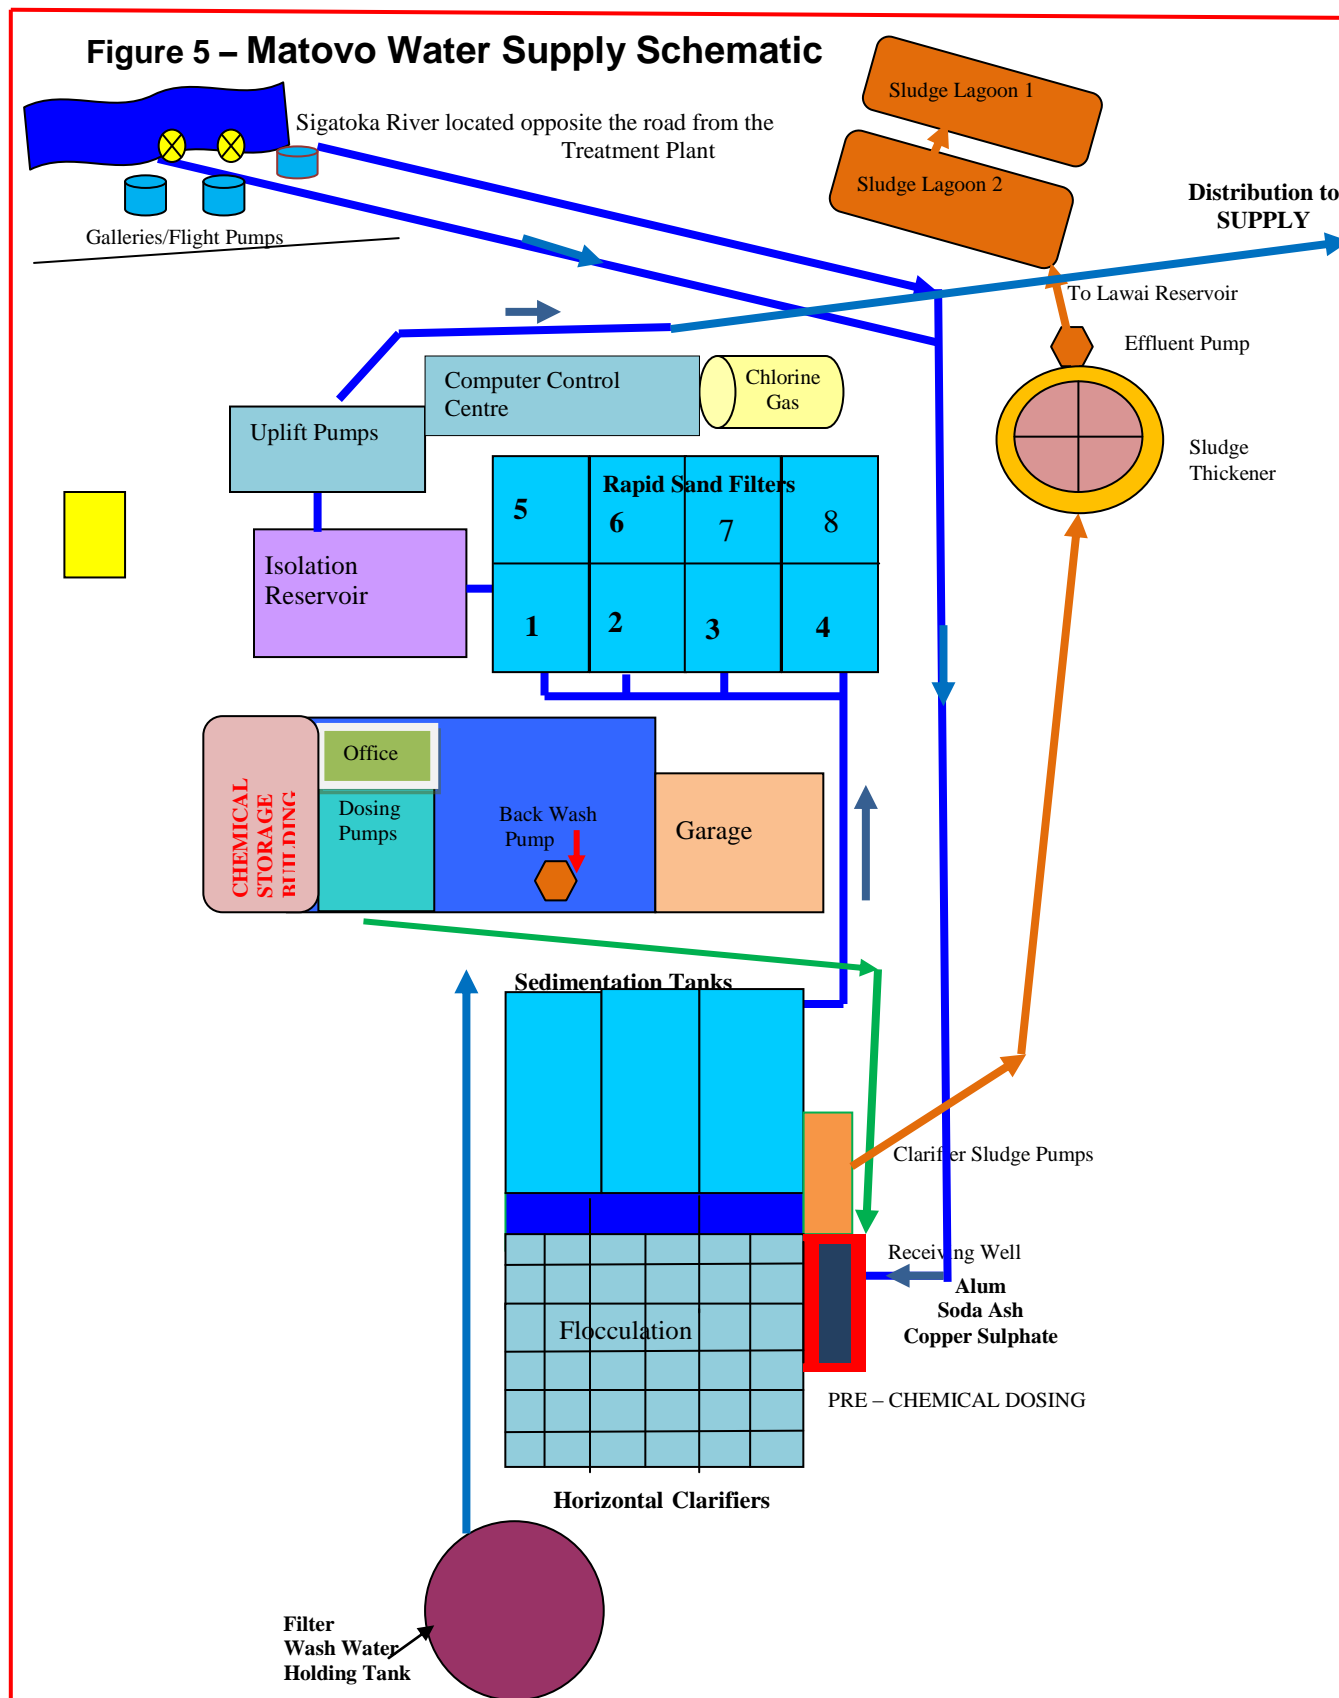 Figure 5 – Matovo Water Supply Schematic
Sludge Lagoon 1
Sigatoka River located opposite the road from the
Treatment Plant
Sludge Lagoon 2
Distribution to
SUPPLY
Galleries/Flight Pumps
To Lawai Reservoir
Effluent Pump
Computer Control
Centre
Chlorine
Gas
Uplift Pumps
Sludge
Thickener
Rapid Sand Filters
5
6
7
8
Isolation
Reservoir
1
2
3
4
CHEMICAL
STORAGE
BUILDING
Office
Dosing
Pumps
Back Wash
Pump
Garage
Sedimentation Tanks
Clarifier Sludge Pumps
Receiving Well
Alum
Soda Ash
Copper Sulphate
Flocculation
PRE – CHEMICAL DOSING
Horizontal Clarifiers
Filter
Wash Water
Holding Tank